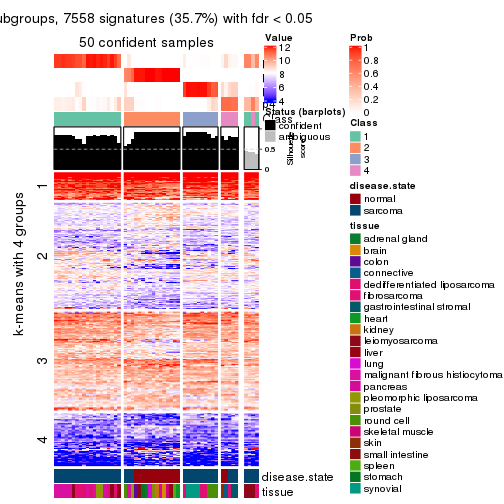 ubgroups, 7558 signatures (35.7%) with fdr < 0.05
50 confident samples
Class
Silhouette
score
0.5
0
k-means with 4 groups
1
2
3
4
disease.state
tissue
Value
12
10
8
6
4
Status (barplots)
confident
ambiguous
Prob
1
0.8
0.6
0.4
0.2
0
Class
1
2
3
4
disease.state
normal
sarcoma
tissue
adrenal gland
brain
colon
connective
dedifferentiated liposarcoma
fibrosarcoma
gastrointestinal stromal
heart
kidney
leiomyosarcoma
liver
lung
malignant fibrous histiocytoma
pancreas
pleomorphic liposarcoma
prostate
round cell
skeletal muscle
skin
small intestine
spleen
stomach
synovial